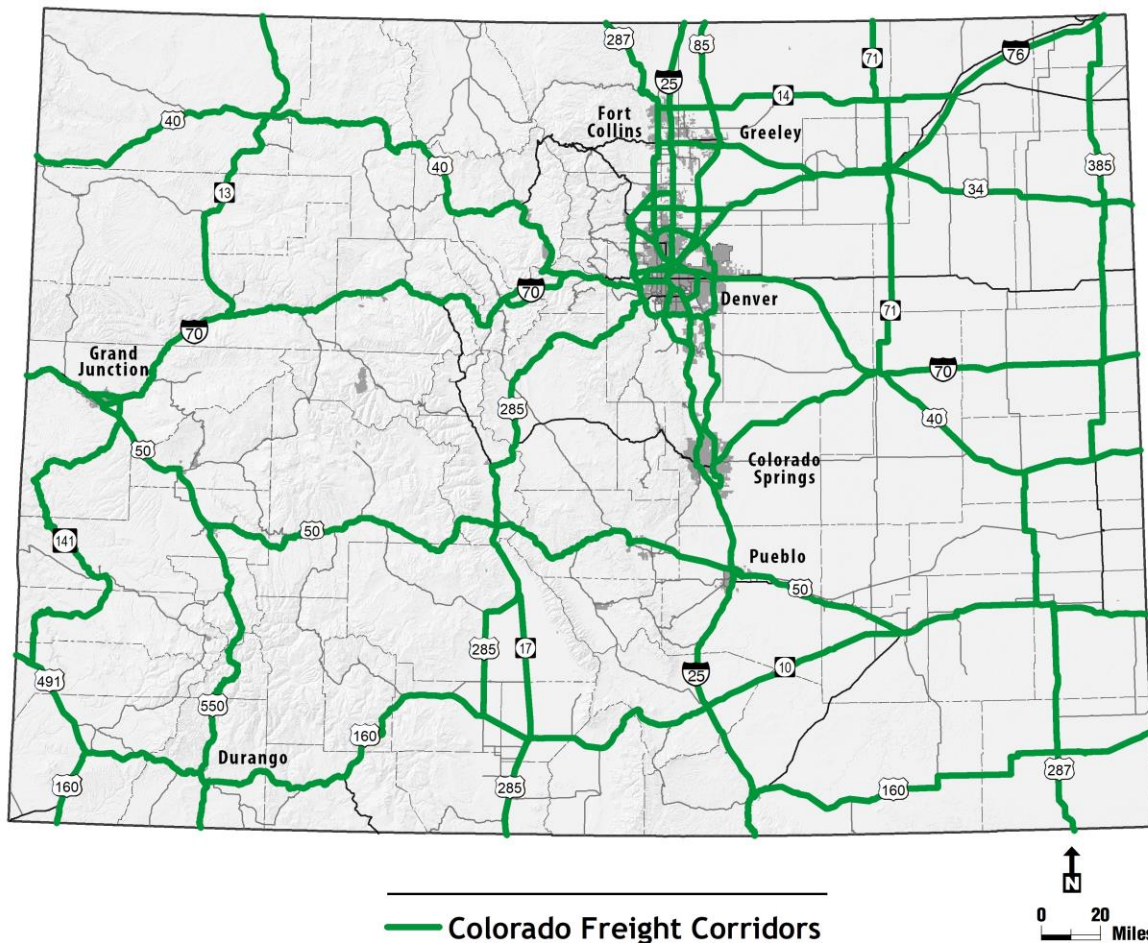 287
85
25
71
76
14
40
Fort
Collins
Greeley
40
385
13
34
70
Denver
71
70
Grand
Junction
70
285
40
50
Colorado
Springs
50
141
Pueblo
50
285
17
10
491
25
550
160
Durango
160
285
160
287
N
0 20
Miles
Colorado Freight Corridors